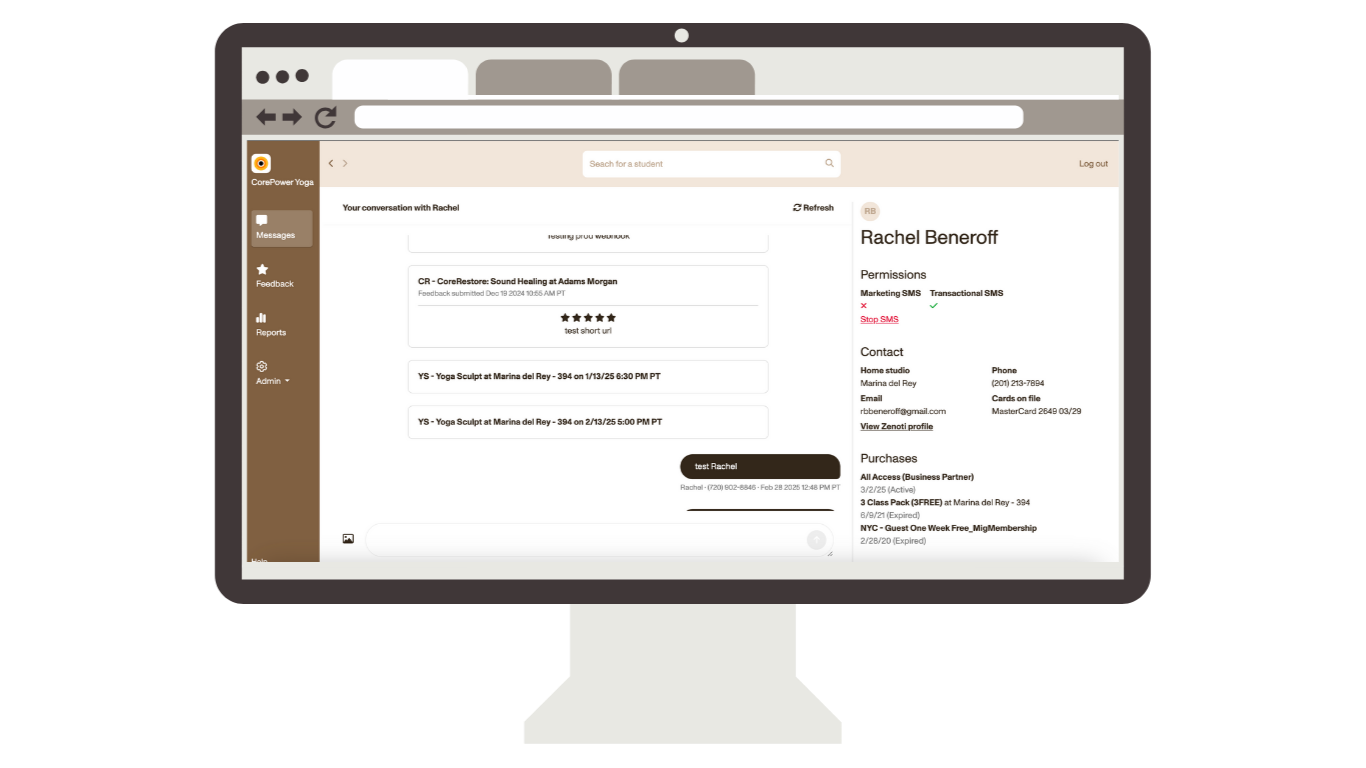 CorePower Yoga
Messages
Feedback
Reports
Admin
Help
Seach for a student
Log out
Your conversation with Rachel
Refresh
Testing prod webhook
CR - CoreRestore: Sound Healing at Adams Morgan
Feedback submitted Dec 19 2024 10:55 AM PT
test short url
YS - Yoga Sculpt at Marina del Rey - 394 on 1/13/25 6:30 PM PT
YS - Yoga Sculpt at Marina del Rey - 394 on 2/13/25 5:00 PM PT
test Rachel
Rachel · (720) 902-8846 · Feb 28 2025 12:48 PM PT
RB
Rachel Beneroff
Permissions
Marketing SMS Transactional SMS
Stop SMS
Contact
Home studio Phone
Marina del Rey (201) 213-7894
Email Cards on file
rbbeneroff@gmail.com MasterCard 2649 03/29
View Zenoti profile
Purchases
All Access (Business Partner)
3/2/25 (Active)
3 Class Pack (3FREE) at Marina del Rey - 394
6/9/21 (Expired)
NYC - Guest One Week Free_MigMembership
2/28/20 (Expired)